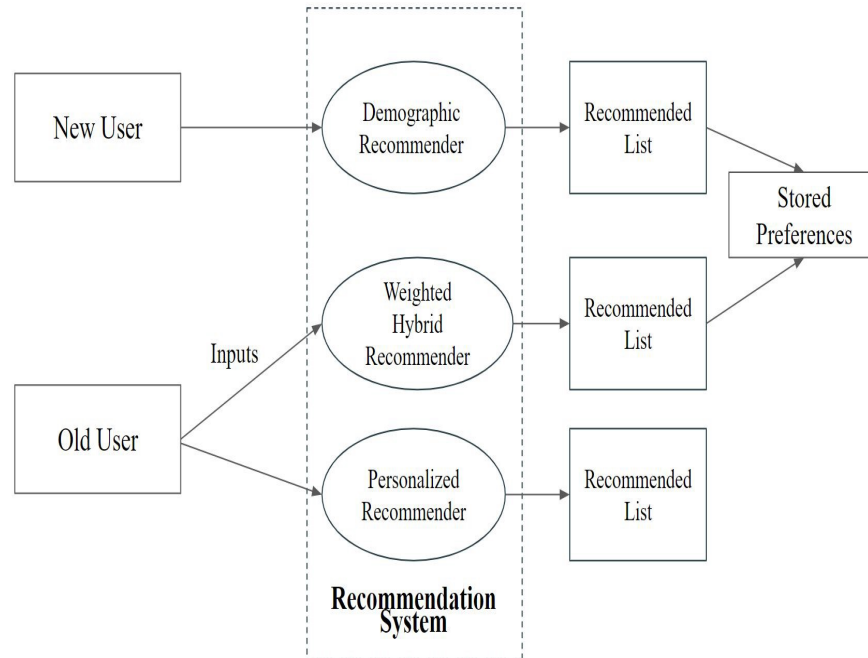 New User
Demographic
Recommender
Recommended
List
Stored
Preferences
Weighted
Hybrid
Recommender
Recommended
List
Inputs
Old User
Personalized
Recommender
Recommended
List
Recommendation
System